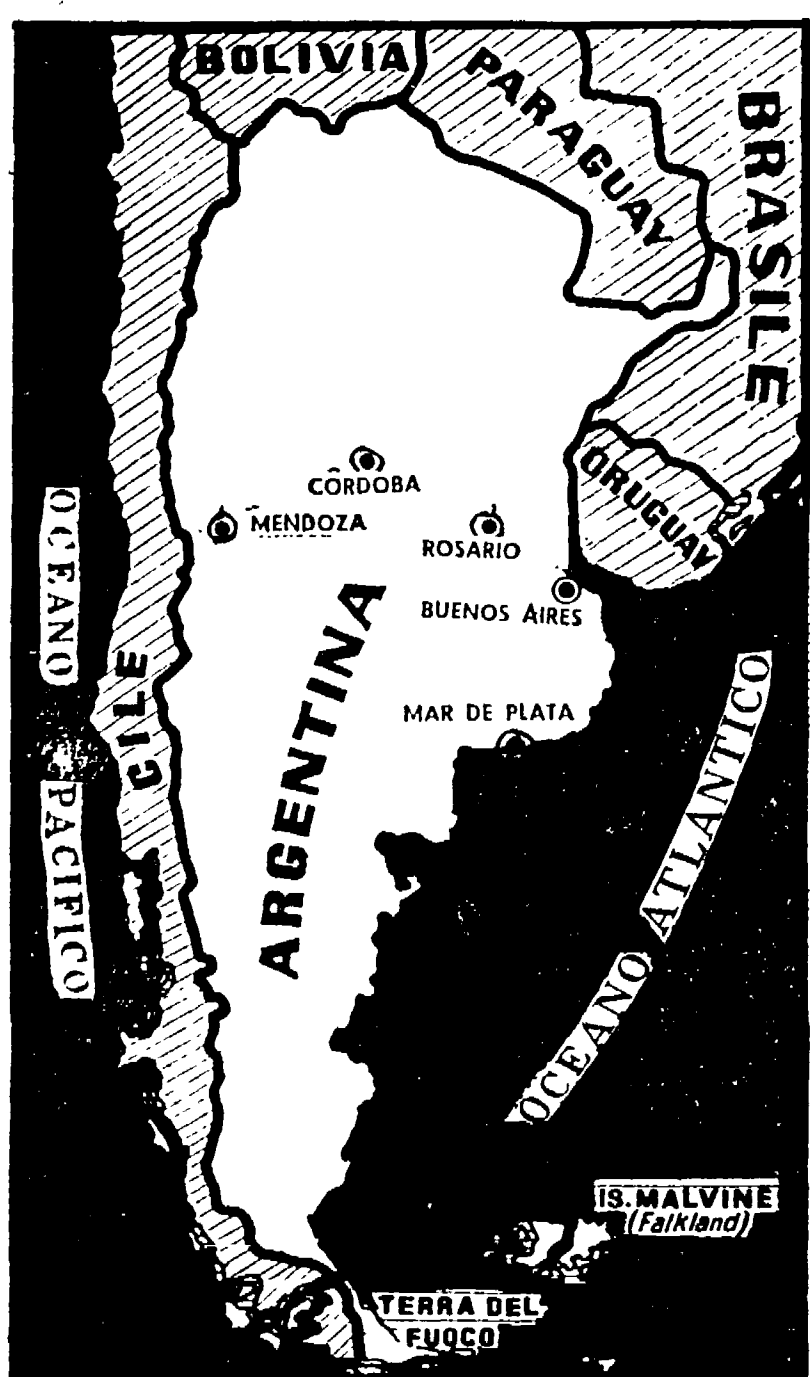 BOLIVIA
PARAGUAY
BRASILE
CÓRDOBA
MENDOZA
ROSARIO
URUGUAY
BUENOS AIRES
OCEANO PACIFICO
CILE
ARGENTINA
MAR DE PLATA
OCEANO ATLANTICO
IS. MALVINE
(Falkland)
TERRA DEL
FUOCO